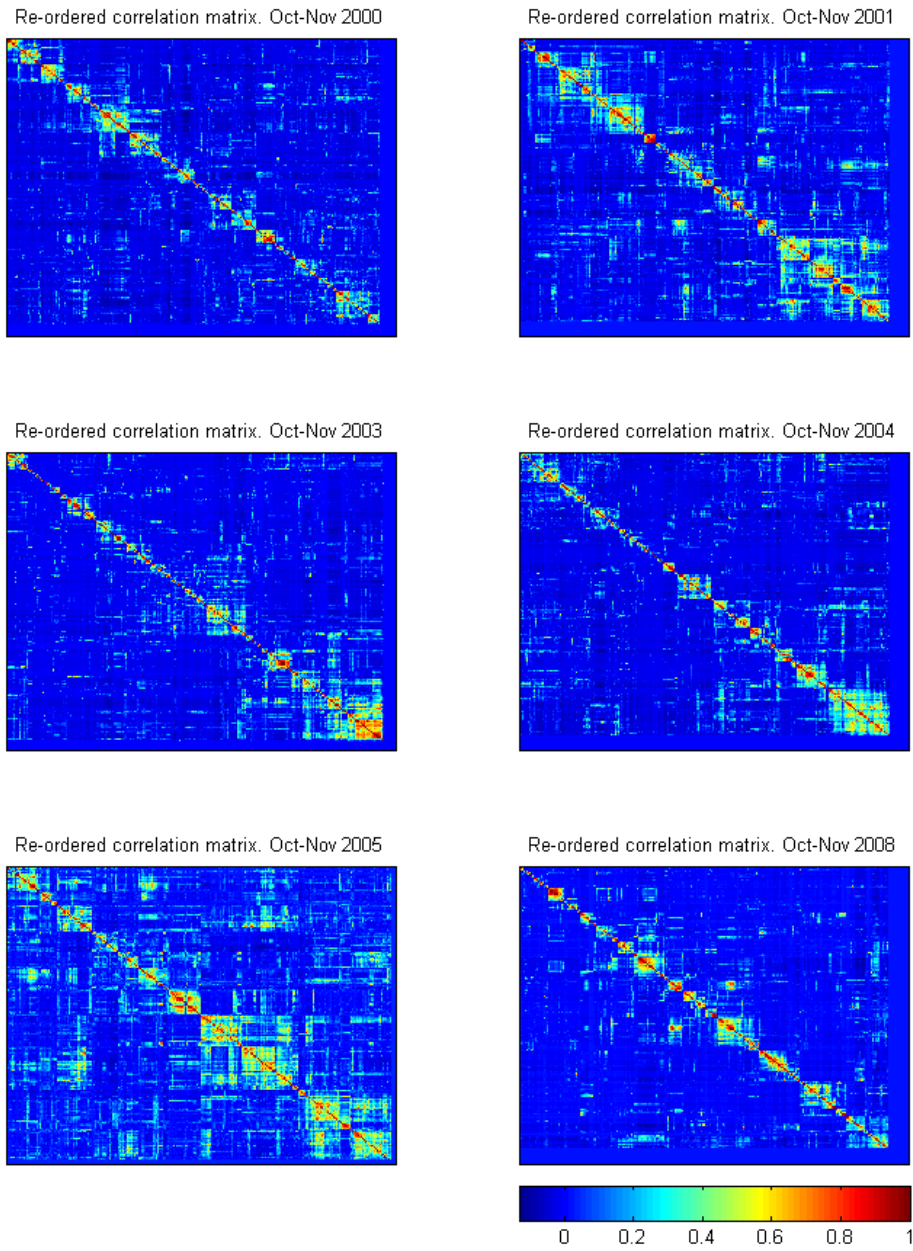 Re-ordered correlation matrix. Oct-Nov 2000
Re-ordered correlation matrix. Oct-Nov 2001
Re-ordered correlation matrix. Oct-Nov 2003
Re-ordered correlation matrix. Oct-Nov 2004
Re-ordered correlation matrix. Oct-Nov 2005
Re-ordered correlation matrix. Oct-Nov 2008
0 0.2 0.4 0.6 0.8 1